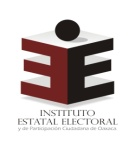 INSTITUTO
ESTATAL ELECTORAL
y de Participación Ciudadana de Oaxaca